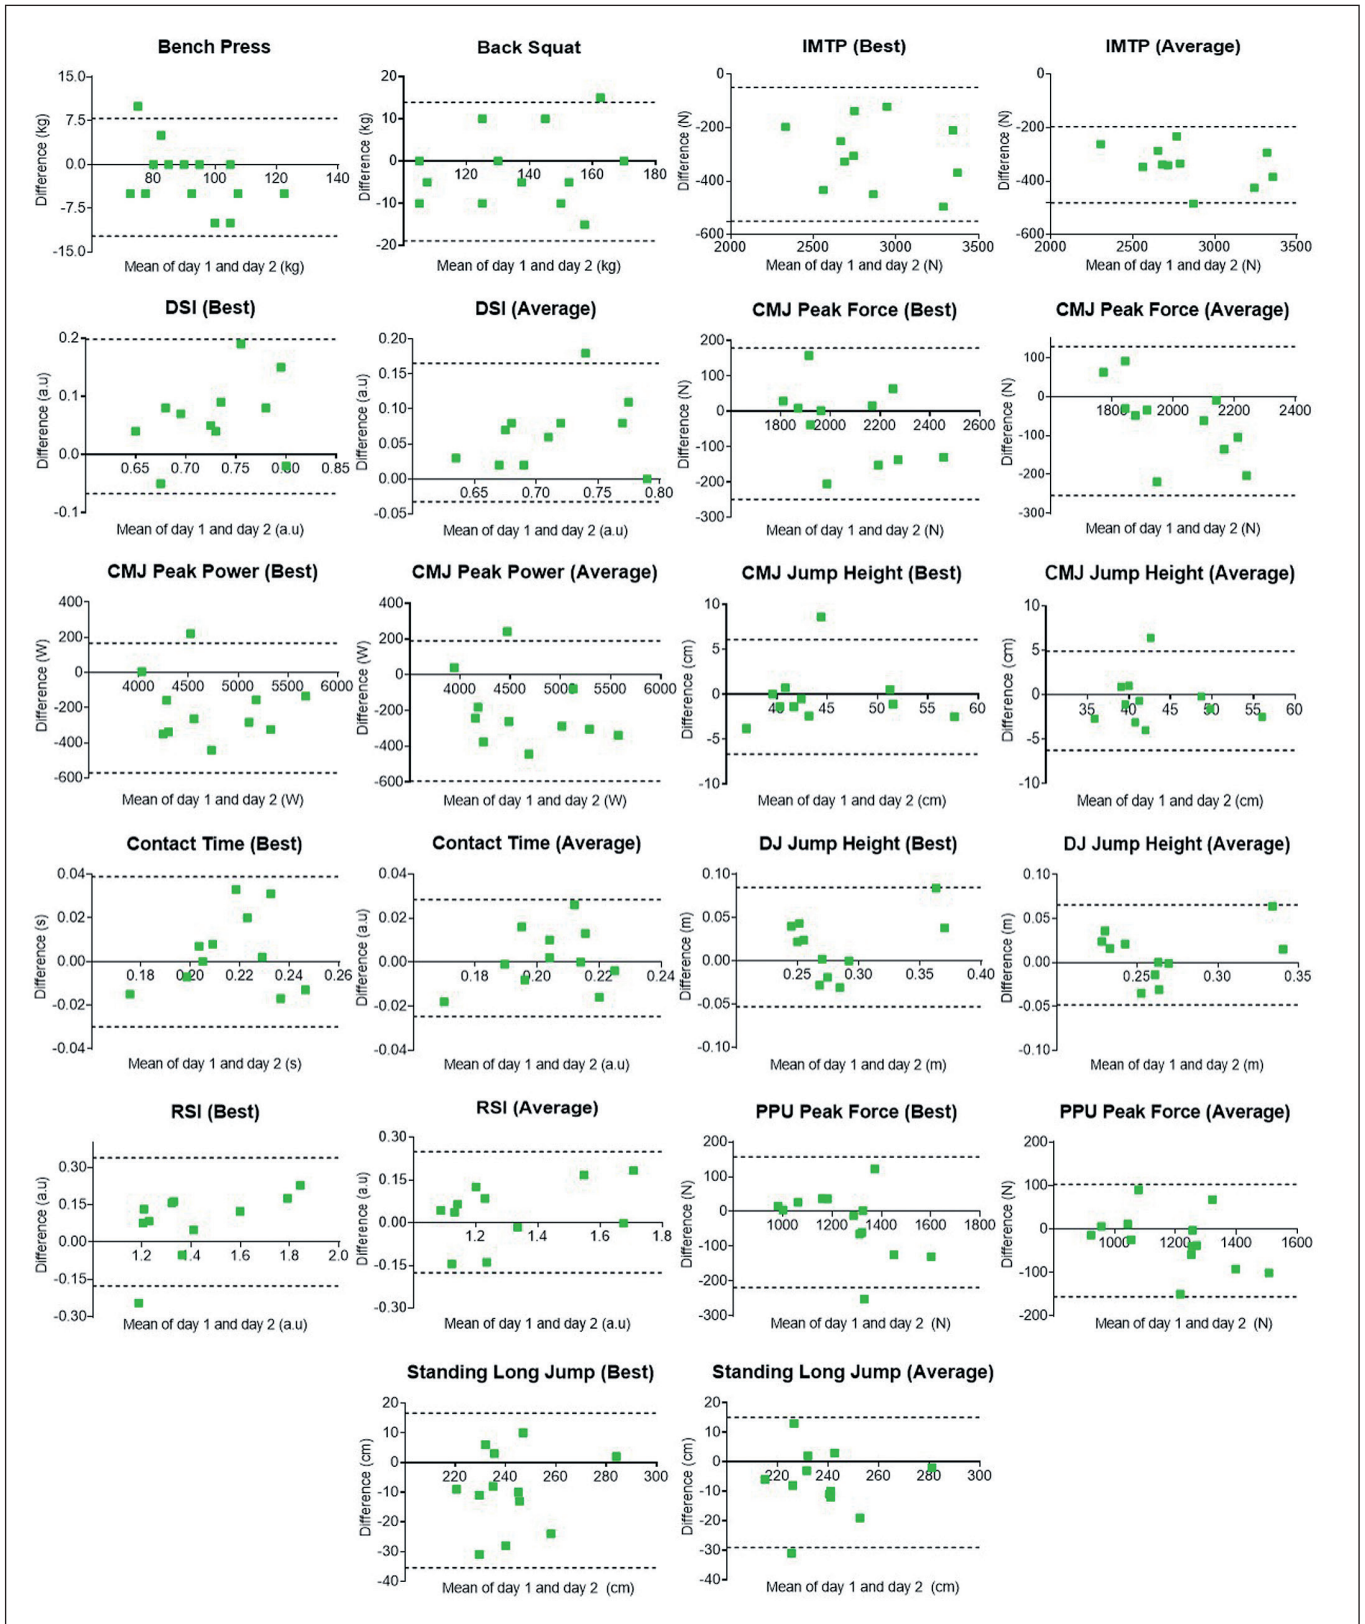 Bench Press
15.0
7.5
0.0
-7.5
-15.0
80 100 120 140
Difference (kg)
Mean of day 1 and day 2 (kg)
Back Squat
20
10
0
-10
-20
120 140 160 180
Difference (kg)
Mean of day 1 and day 2 (kg)
IMTP (Best)
0
-200
-400
-600
2000 2500 3000 3500
Difference (N)
Mean of day 1 and day 2 (N)
IMTP (Average)
0
-200
-400
-600
2000 2500 3000 3500
Difference (N)
Mean of day 1 and day 2 (N)
DSI (Best)
0.2
0.1
0.0
-0.1
0.65 0.70 0.75 0.80 0.85
Difference (a.u)
Mean of day 1 and day 2 (a.u)
DSI (Average)
0.20
0.15
0.10
0.05
0.00
-0.05
0.65 0.70 0.75 0.80
Difference (a.u)
Mean of day 1 and day 2 (a.u)
CMJ Peak Force (Best)
200
100
0
-100
-200
-300
1800 2000 2200 2400 2600
Difference (N)
Mean of day 1 and day 2 (N)
CMJ Peak Force (Average)
100
0
-100
-200
-300
1800 2000 2200 2400
Difference (N)
Mean of day 1 and day 2 (N)
CMJ Peak Power (Best)
400
200
0
-200
-400
-600
4000 4500 5000 5500 6000
Difference (W)
Mean of day 1 and day 2 (W)
CMJ Peak Power (Average)
400
200
0
-200
-400
-600
4000 4500 5000 5500 6000
Difference (W)
Mean of day 1 and day 2 (W)
CMJ Jump Height (Best)
10
5
0
-5
-10
40 45 50 55 60
Difference (cm)
Mean of day 1 and day 2 (cm)
CMJ Jump Height (Average)
10
5
0
-5
-10
35 40 45 50 55 60
Difference (cm)
Mean of day 1 and day 2 (cm)
Contact Time (Best)
0.04
0.02
0.00
-0.02
-0.04
0.18 0.20 0.22 0.24 0.26
Difference (s)
Mean of day 1 and day 2 (s)
Contact Time (Average)
0.04
0.02
0.00
-0.02
-0.04
0.18 0.20 0.22 0.24
Difference (a.u)
Mean of day 1 and day 2 (a.u)
DJ Jump Height (Best)
0.10
0.05
0.00
-0.05
-0.10
0.25 0.30 0.35 0.40
Difference (m)
Mean of day 1 and day 2 (m)
DJ Jump Height (Average)
0.10
0.05
0.00
-0.05
-0.10
0.25 0.30 0.35
Difference (m)
Mean of day 1 and day 2 (m)
RSI (Best)
0.30
0.15
0.00
-0.15
-0.30
1.2 1.4 1.6 1.8 2.0
Difference (a.u)
Mean of day 1 and day 2 (a.u)
RSI (Average)
0.30
0.15
0.00
-0.15
-0.30
1.2 1.4 1.6 1.8
Difference (a.u)
Mean of day 1 and day 2 (a.u)
PPU Peak Force (Best)
200
100
0
-100
-200
-300
1000 1200 1400 1600 1800
Difference (N)
Mean of day 1 and day 2 (N)
PPU Peak Force (Average)
200
100
0
-100
-200
1000 1200 1400 1600
Difference (N)
Mean of day 1 and day 2 (N)
Standing Long Jump (Best)
20
10
0
-10
-20
-30
-40
220 240 260 280 300
Difference (cm)
Mean of day 1 and day 2 (cm)
Standing Long Jump (Average)
20
10
0
-10
-20
-30
-40
220 240 260 280 300
Difference (cm)
Mean of day 1 and day 2 (cm)